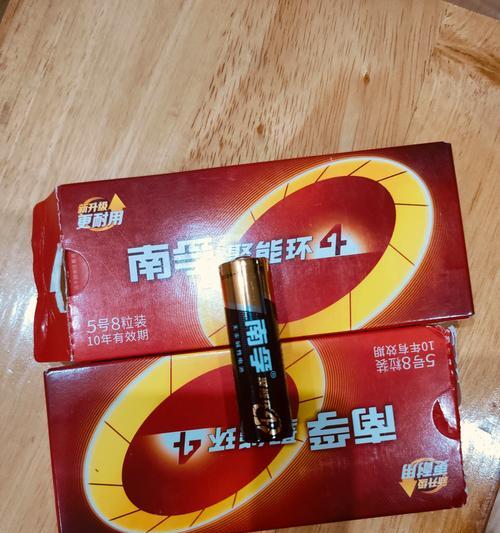 新升级
更耐用
南孚
聚能环4
5号8粒装
10年有效期
南孚®
5号8粒装
10年有效期
南孚
聚能环4
新升级
更耐用